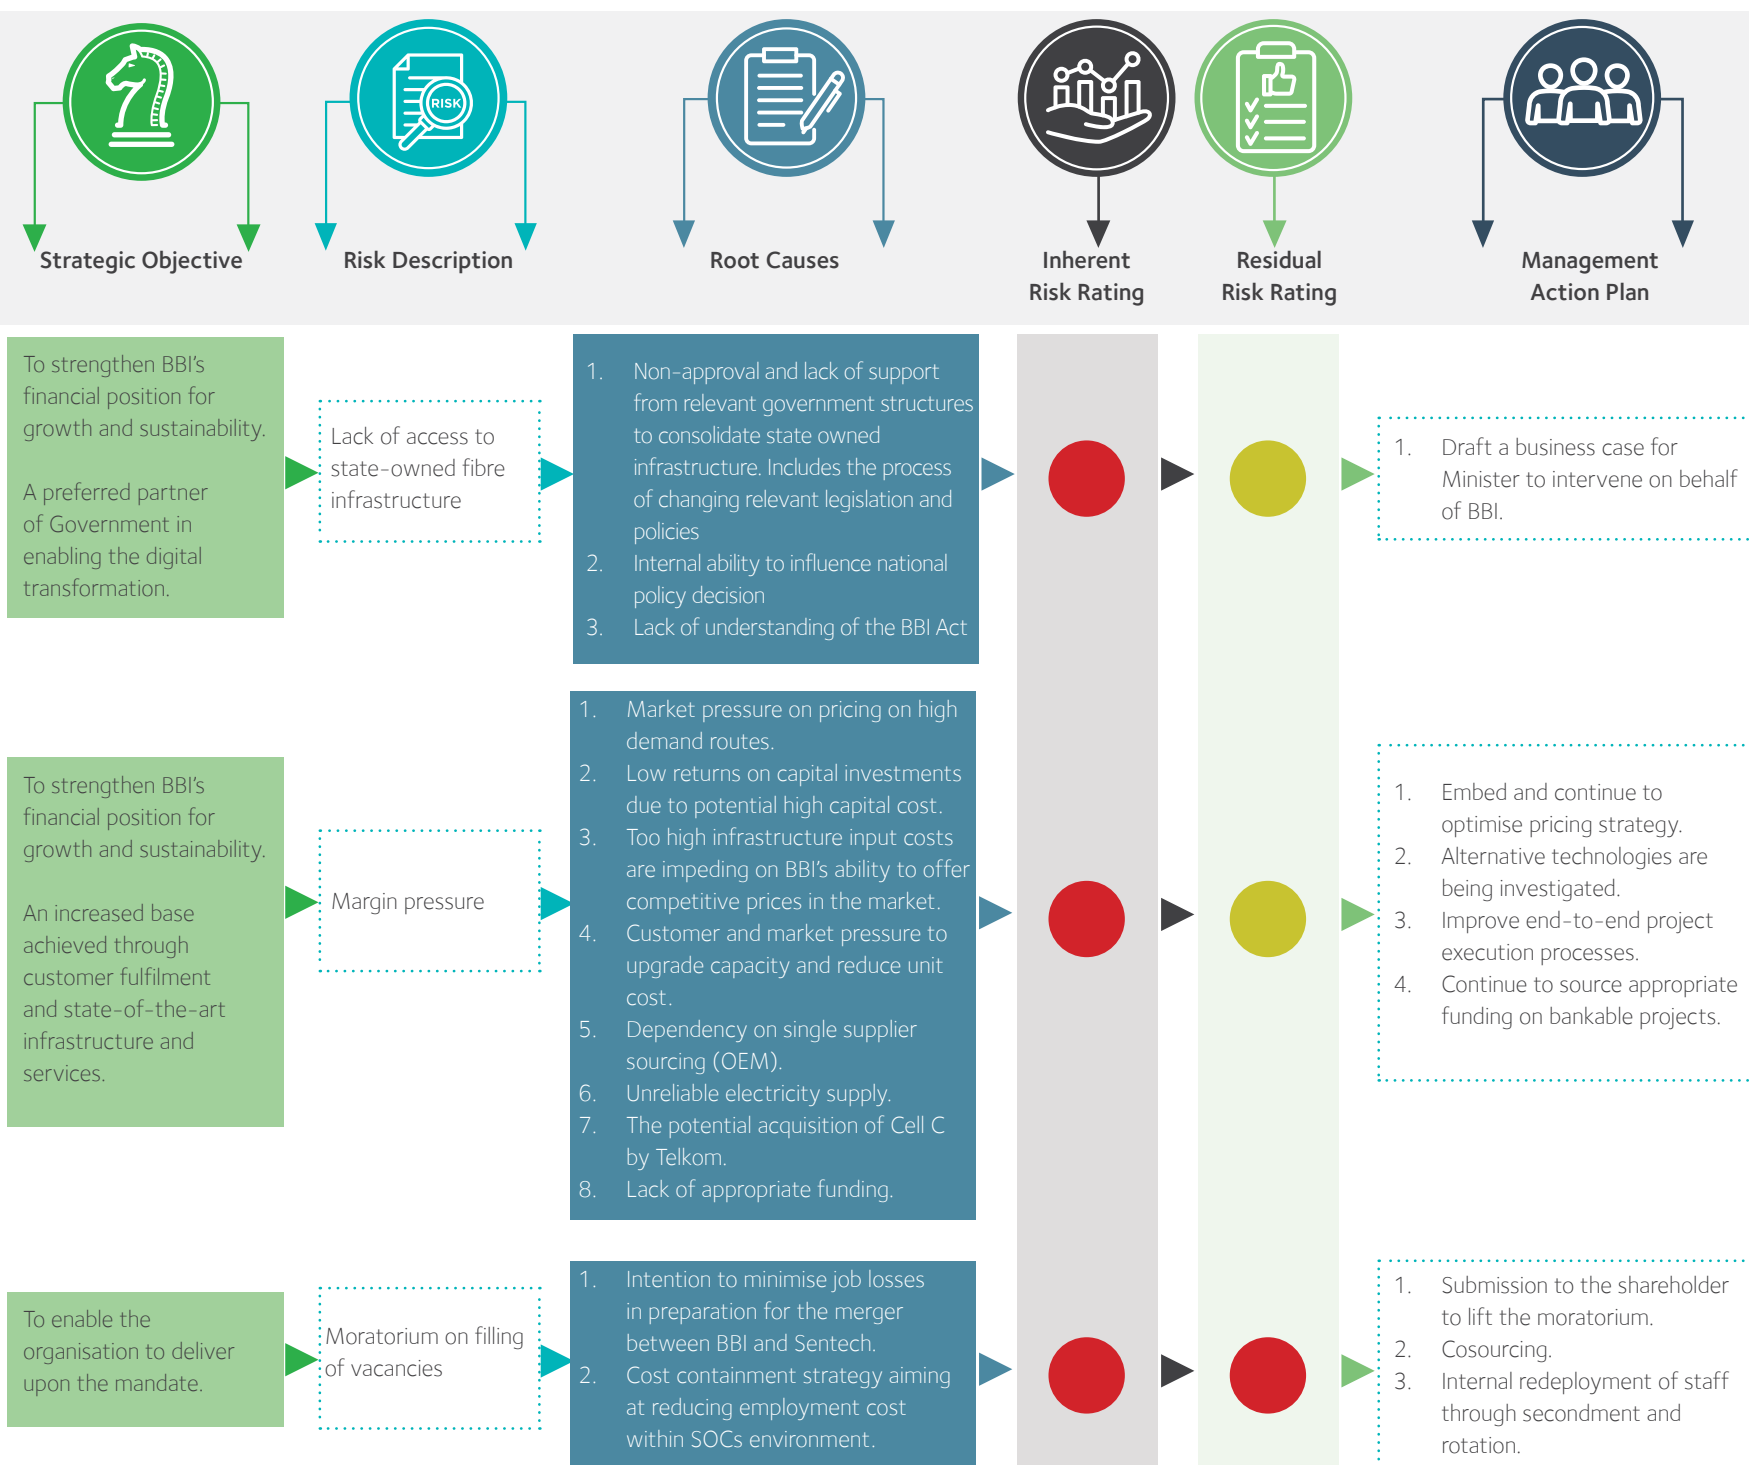 RISK
Strategic Objective
Risk Description
Root Causes
Inherent
Risk Rating
Residual
Risk Rating
Management
Action Plan
To strengthen BBI's
financial position for
growth and sustainability.
A preferred partner
of Government in
enabling the digital
transformation.
Lack of access to
state-owned fibre
infrastructure
1. Non-approval and lack of support
from relevant government structures
to consolidate state owned
infrastructure. Includes the process
of changing relevant legislation and
policies
2. Internal ability to influence national
policy decision
3. Lack of understanding of the BBI Act
1. Draft a business case for
Minister to intervene on behalf
of BBI.
To strengthen BBI's
financial position for
growth and sustainability.
An increased base
achieved through
customer fulfilment
and state-of-the-art
infrastructure and
services.
Margin pressure
1. Market pressure on pricing on high
demand routes.
2. Low returns on capital investments
due to potential high capital cost.
3. Too high infrastructure input costs
are impeding on BBI's ability to offer
competitive prices in the market.
4. Customer and market pressure to
upgrade capacity and reduce unit
cost.
5. Dependency on single supplier
sourcing (OEM).
6. Unreliable electricity supply.
7. The potential acquisition of Cell C
by Telkom.
8. Lack of appropriate funding.
1. Embed and continue to
optimise pricing strategy.
2. Alternative technologies are
being investigated.
3. Improve end-to-end project
execution processes.
4. Continue to source appropriate
funding on bankable projects.
To enable the
organisation to deliver
upon the mandate.
Moratorium on filling
of vacancies
1. Intention to minimise job losses
in preparation for the merger
between BBI and Sentech.
2. Cost containment strategy aiming
at reducing employment cost
within SOCs environment.
1. Submission to the shareholder
to lift the moratorium.
2. Cosourcing.
3. Internal redeployment of staff
through secondment and
rotation.